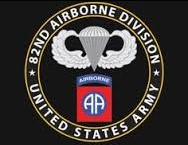 82ND AIRBORNE DIVISION
AIRBORNE
AA
UNITED STATES ARMY